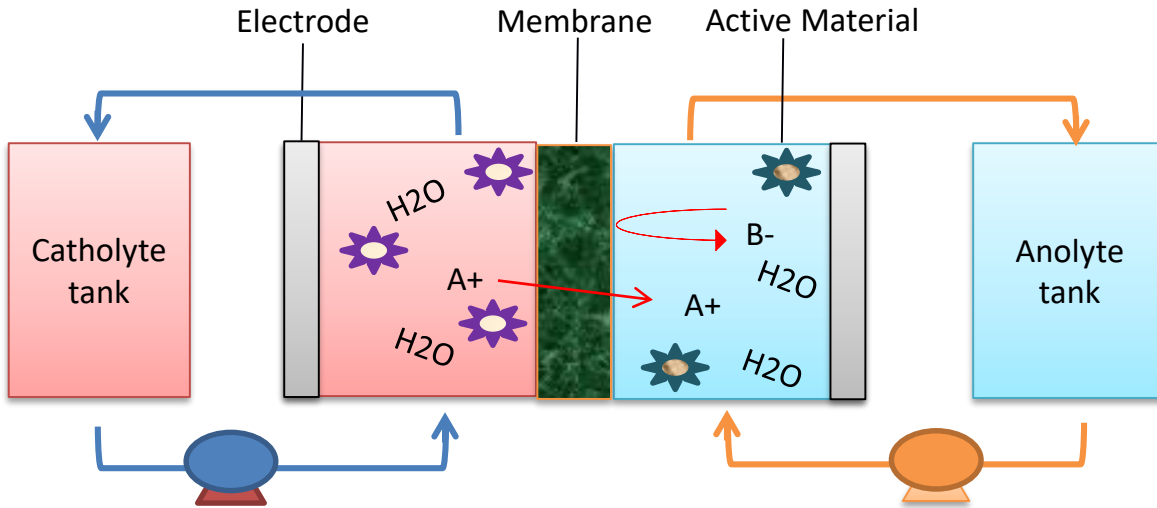 Electrode
Membrane
Active Material
Catholyte
tank
H2O
A+
H2O
B-
H2O
A+
H2O
Anolyte
tank